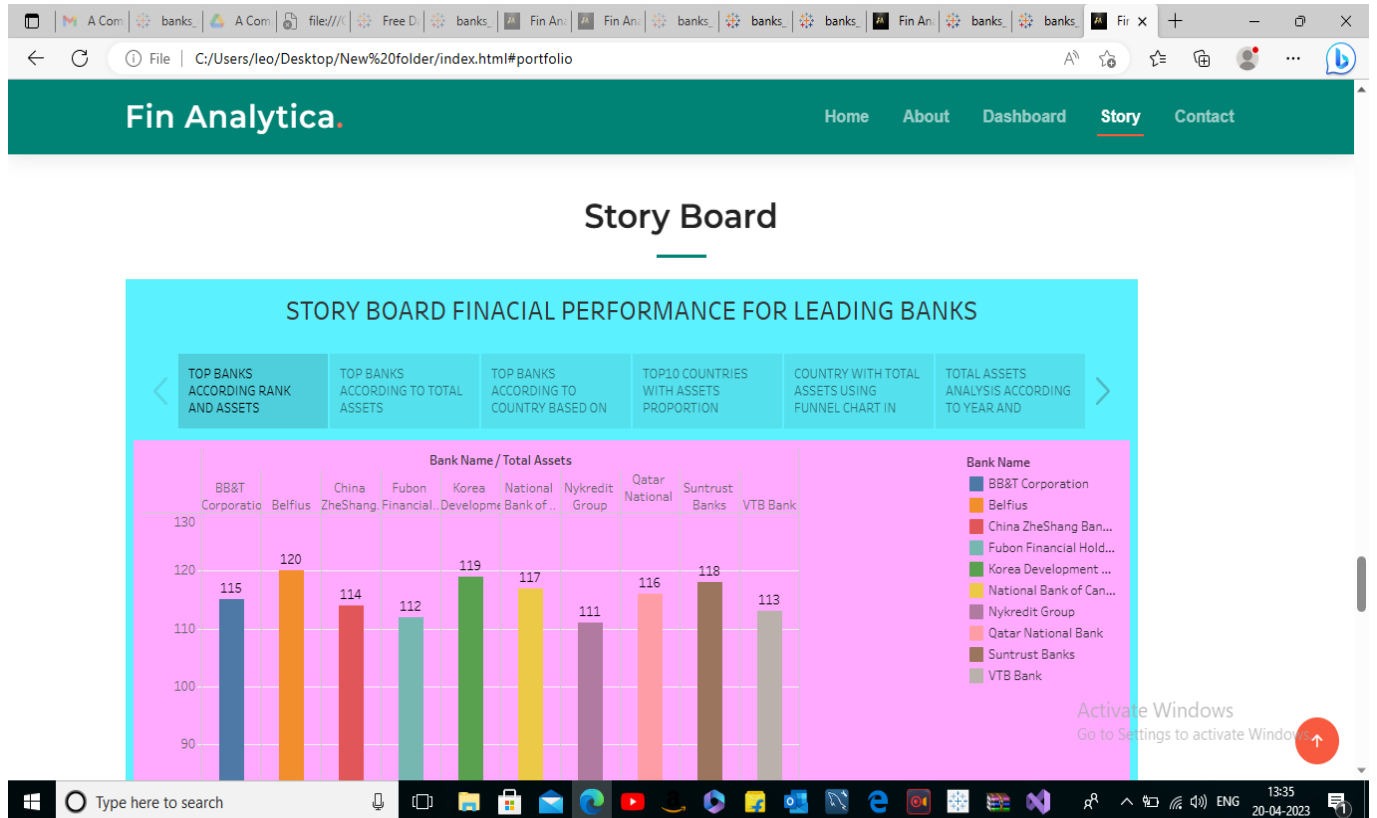 A Com banks_ A Com file:///C Free D banks_ Fin Ana Fin Ana banks_ banks_ banks_ Fin Ana banks_ banks_ Fin
File C:/Users/leo/Desktop/New%20folder/index.html#portfolio
Fin Analytica.
Home About Dashboard Story Contact
Story Board
STORY BOARD FINACIAL PERFORMANCE FOR LEADING BANKS
TOP BANKS
ACCORDING RANK
AND ASSETS
TOP BANKS
ACCORDING TO TOTAL
ASSETS
TOP BANKS
ACCORDING TO
COUNTRY BASED ON
TOP10 COUNTRIES
WITH ASSETS
PROPORTION
COUNTRY WITH TOTAL
ASSETS USING
FUNNEL CHART IN
TOTAL ASSETS
ANALYSIS ACCORDING
TO YEAR AND
Bank Name / Total Assets
BB&T
Corporatio
Belfius
China
ZheShang.
Fubon
Financial..
Korea
Developme
National
Bank of ..
Nykredit
Group
Qatar
National
Suntrust
Banks
VTB Bank
130
120
110
100
90
115
120
114
112
119
117
111
116
118
113
Bank Name
BB&T Corporation
Belfius
China ZheShang Ban...
Fubon Financial Hold...
Korea Development ...
National Bank of Can...
Nykredit Group
Qatar National Bank
Suntrust Banks
VTB Bank
Activate Windows
Go to Settings to activate Windows.
Type here to search
ENG
13:35
20-04-2023